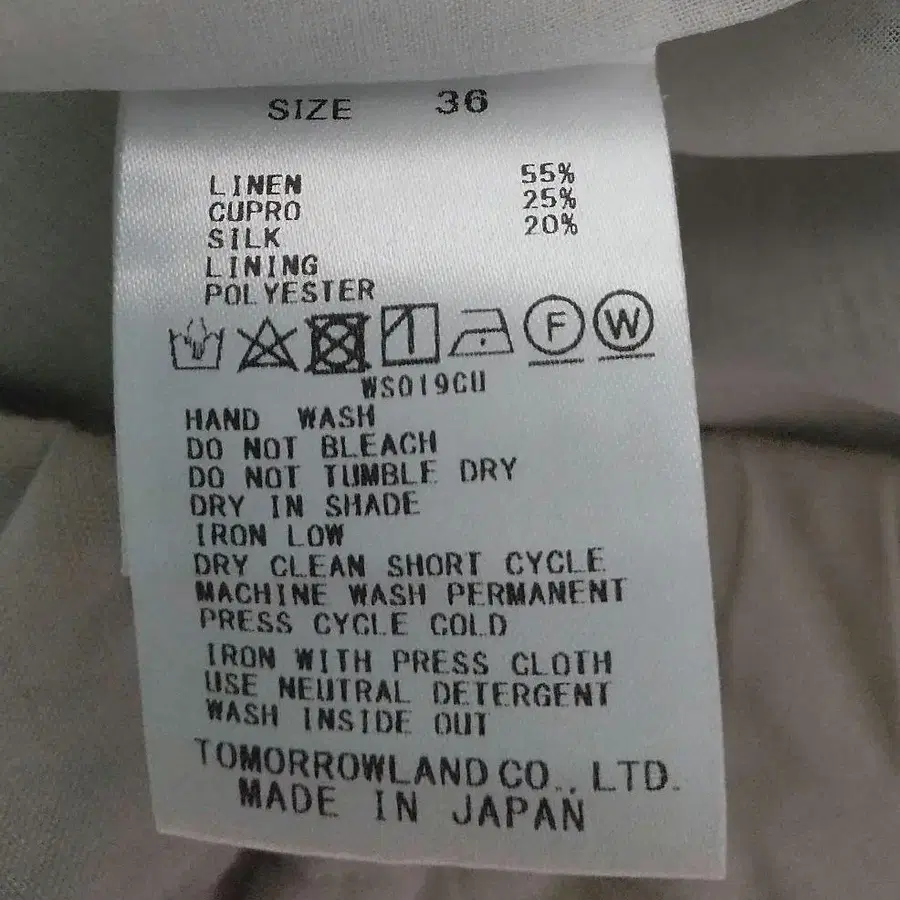 SIZE 36
LINEN 55%
CUPRO 25%
SILK 20%
LINING
POLYESTER
F W
WS019CU
HAND WASH
DO NOT BLEACH
DO NOT TUMBLE DRY
DRY IN SHADE
IRON LOW
DRY CLEAN SHORT CYCLE
MACHINE WASH PERMANENT
PRESS CYCLE COLD
IRON WITH PRESS CLOTH
USE NEUTRAL DETERGENT
WASH INSIDE OUT
TOMORROWLAND CO., LTD.
MADE IN JAPAN